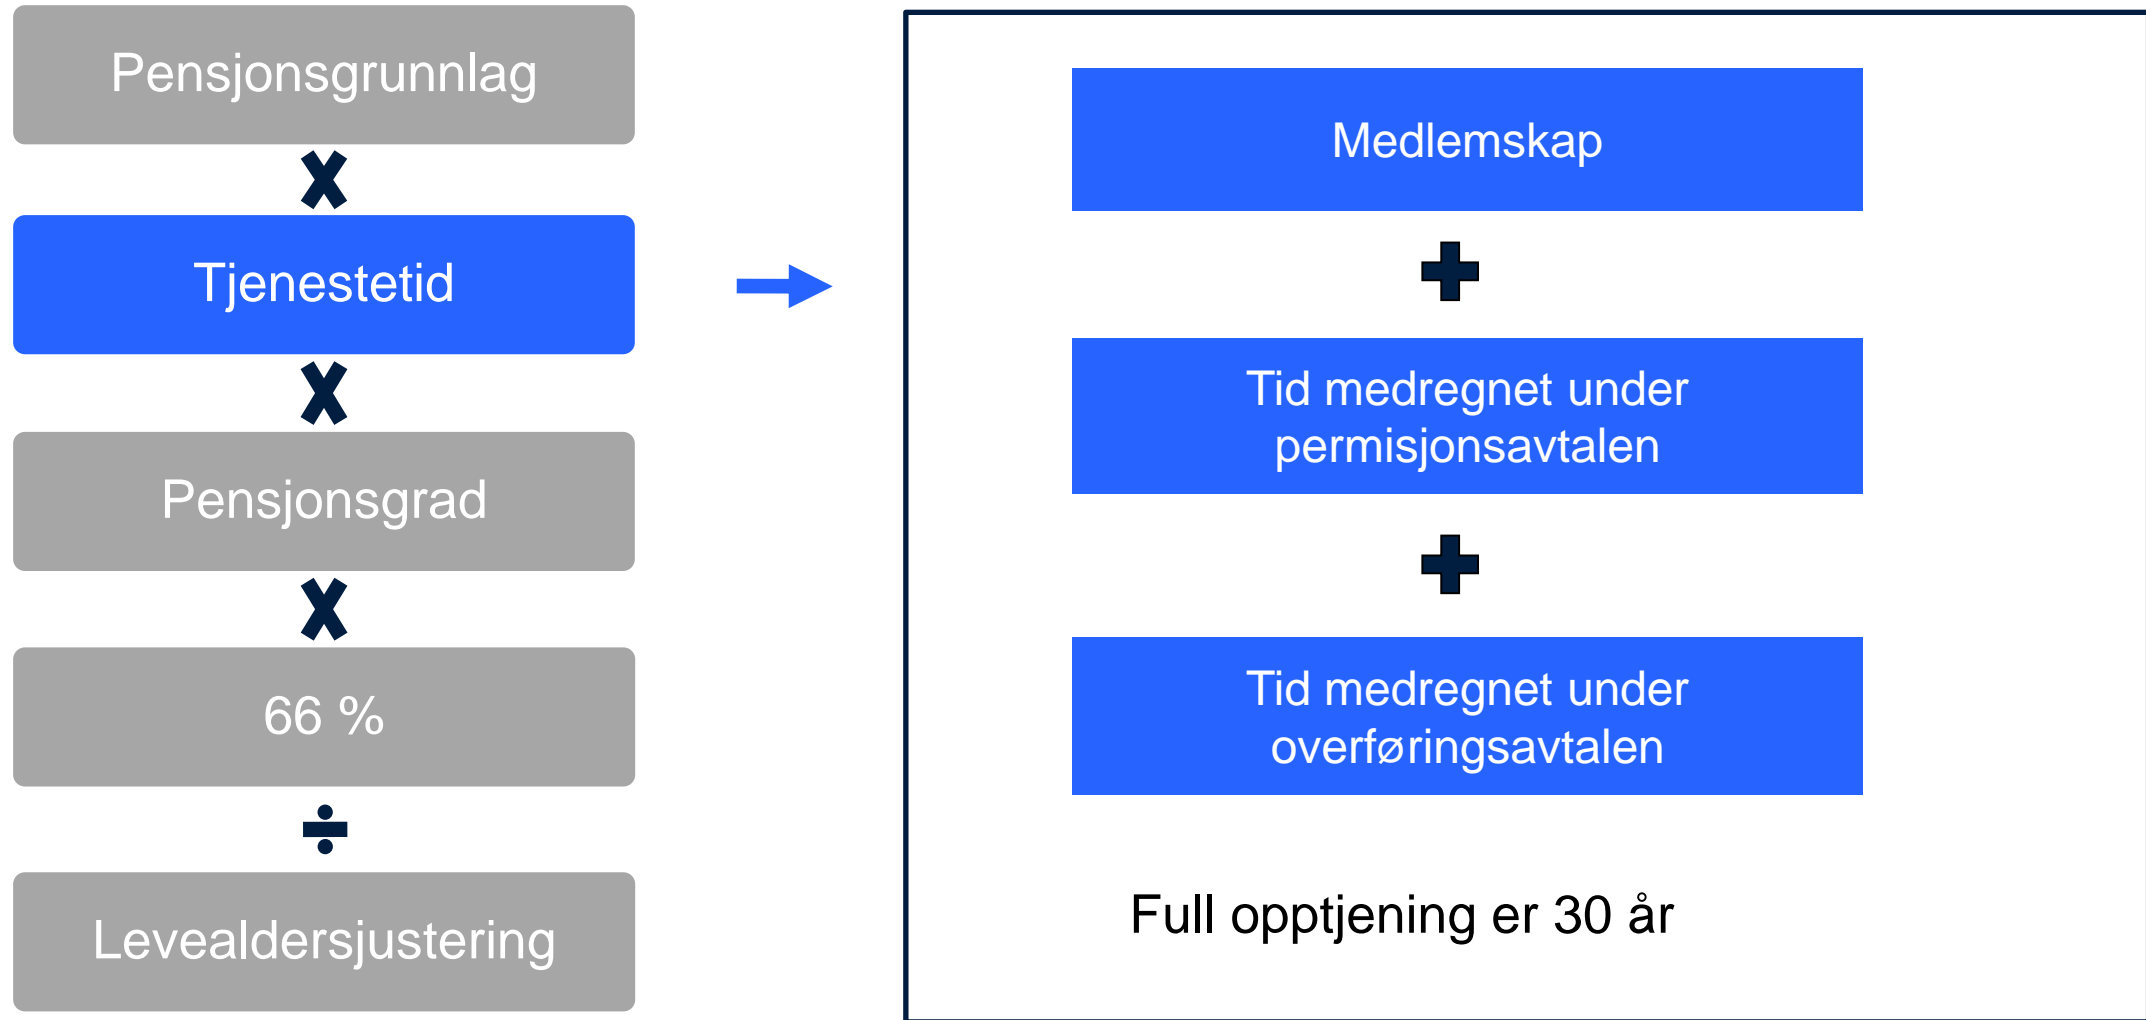 Pensjonsgrunnlag
Tjenestetid
Pensjonsgrad
66 %
Levealdersjustering
Medlemskap
Tid medregnet under
permisjonsavtalen
Tid medregnet under
overføringsavtalen
Full opptjening er 30 år